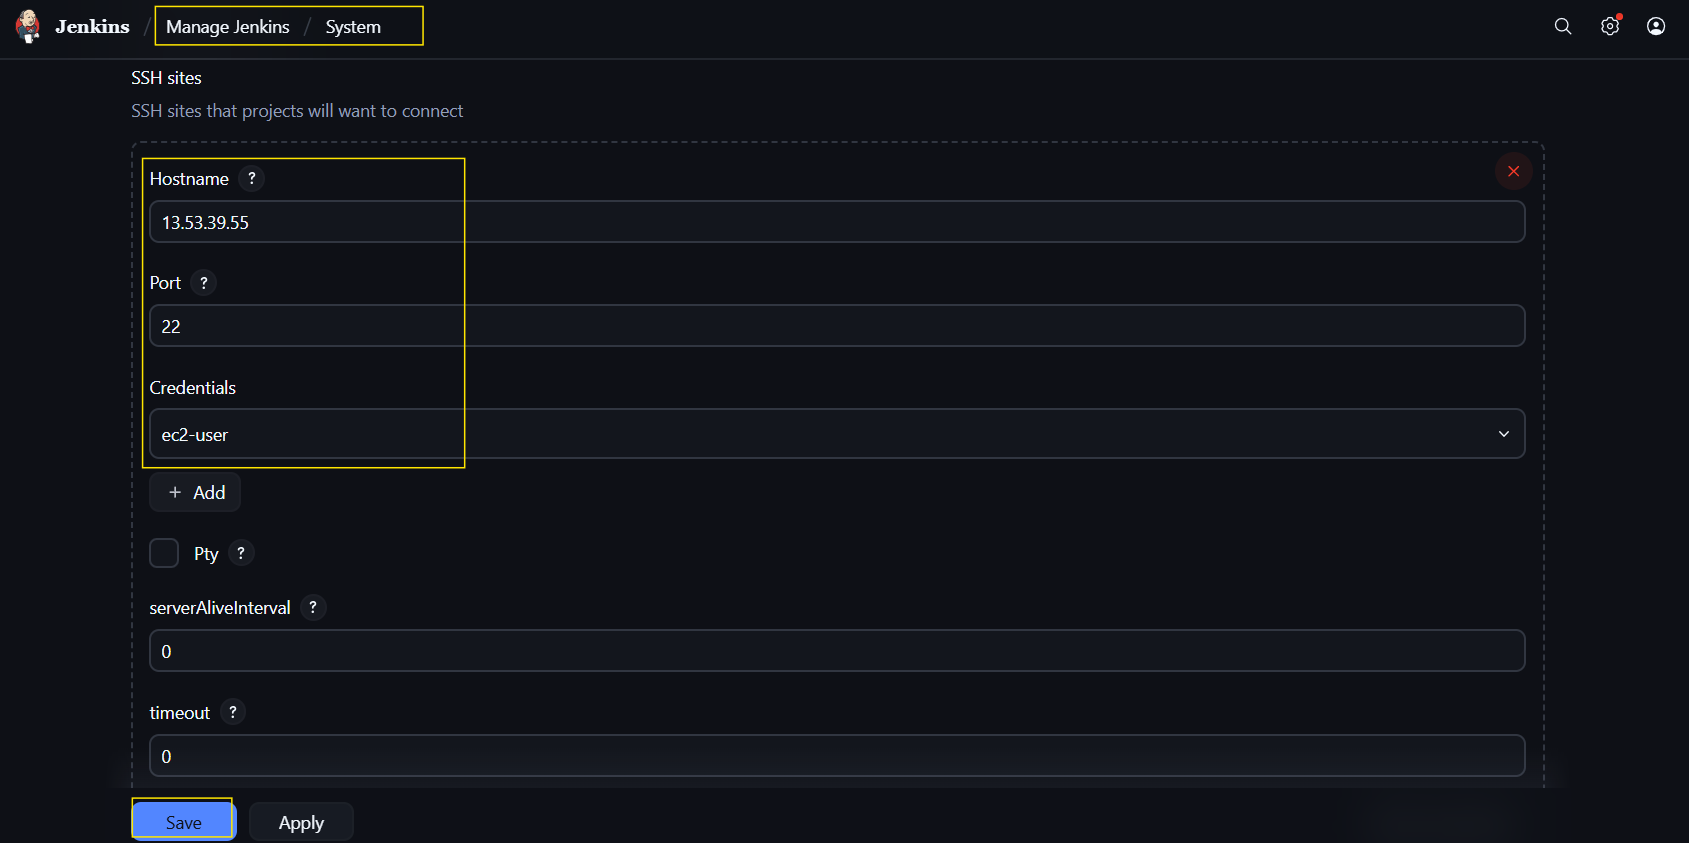 Jenkins / Manage Jenkins / System
SSH sites
SSH sites that projects will want to connect
Hostname ?
13.53.39.55
Port ?
22
Credentials
ec2-user
+ Add
Pty ?
serverAliveInterval ?
0
timeout ?
0
Save Apply